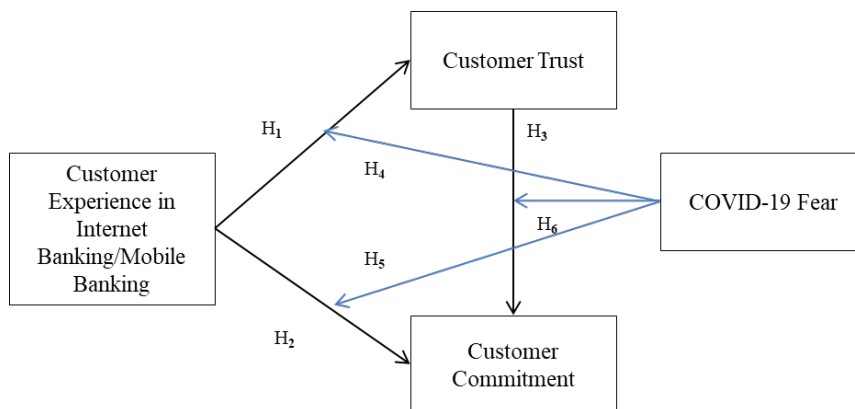 Customer Trust
H1
H3
H4
Customer
Experience in
Internet
Banking/Mobile
Banking
COVID-19 Fear
H6
H5
H2
Customer
Commitment